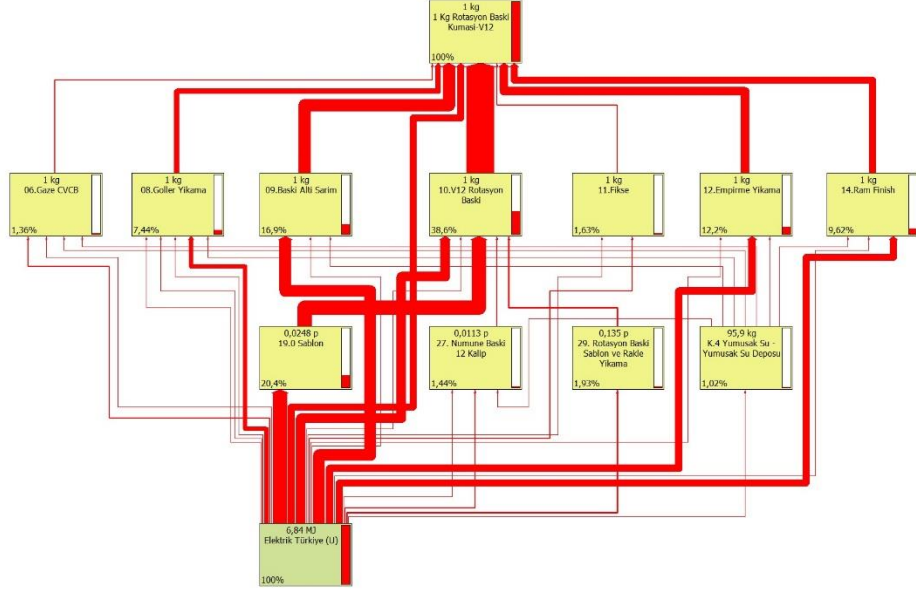 1 kg
1 Kg Rotasyon Baski
Kumasi-V12
100%
1 kg
06.Gaze CVCB
1,36%
1 kg
08.Goller Yikama
7,44%
1 kg
09.Baski Alti Sarim
16,9%
1 kg
10.V12 Rotasyon
Baski
38,6%
1 kg
11.Fikse
1,63%
1 kg
12.Empirme Yikama
12,2%
1 kg
14.Ram Finish
9,62%
0,0248 p
19.0 Sablon
20,4%
0,0113 p
27. Numune Baski
12 Kalip
1,44%
0,135 p
29. Rotasyon Baski
Sablon ve Rakle
Yikama
1,93%
95,9 kg
K.4 Yumusak Su -
Yumusak Su Deposu
1,02%
6,84 MJ
Elektrik Türkiye (U)
100%